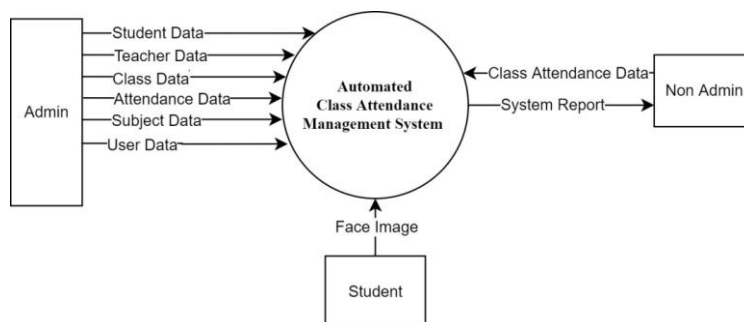 Admin
Student Data
Teacher Data
Class Data
Attendance Data
Subject Data
User Data
Automated
Class Attendance
Management System
Class Attendance Data
System Report
Non Admin
Face Image
Student